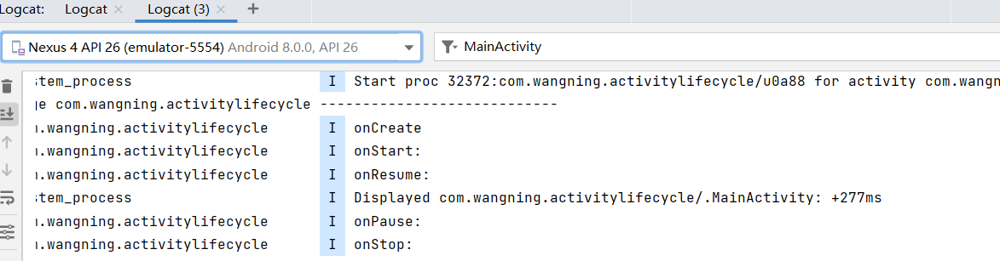 Logcat: Logcat × Logcat (3) × +
Nexus 4 API 26 (emulator-5554) Android 8.0.0, API 26 MainActivity
stem_process I Start proc 32372:com.wangning.activitylifecycle/u0a88 for activity com.wangn
ge com.wangning.activitylifecycle ----------------------------
.wangning.activitylifecycle I onCreate
.wangning.activitylifecycle I onStart:
.wangning.activitylifecycle I onResume:
stem_process I Displayed com.wangning.activitylifecycle/.MainActivity: +277ms
.wangning.activitylifecycle I onPause:
.wangning.activitylifecycle I onStop: